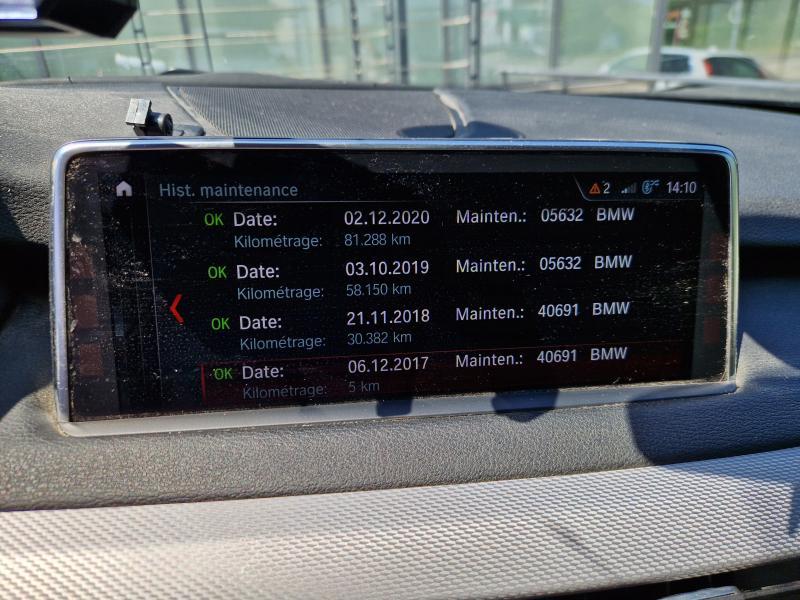 Hist. maintenance 2 14:10
OK Date: 02.12.2020 Mainten.: 05632 BMW
Kilométrage: 81.288 km
OK Date: 03.10.2019 Mainten.: 05632 BMW
Kilométrage: 58.150 km
OK Date: 21.11.2018 Mainten.: 40691 BMW
Kilométrage: 30.382 km
OK Date: 06.12.2017 Mainten.: 40691 BMW
Kilométrage: 5 km